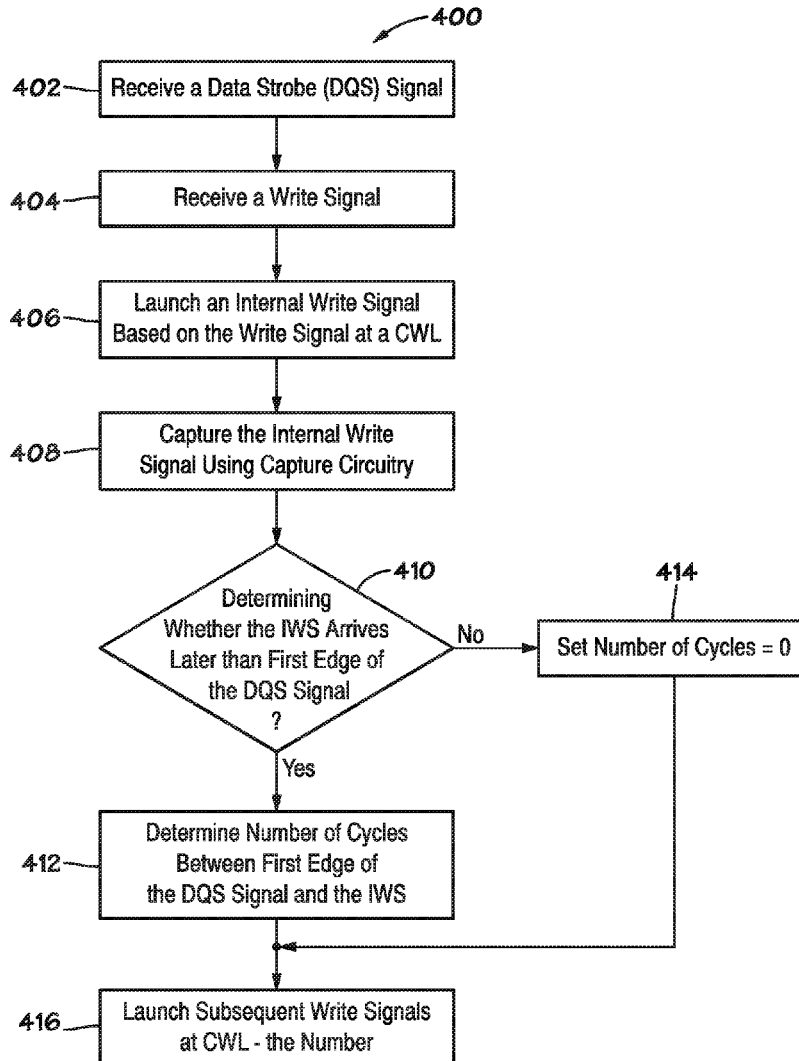 400
402
Receive a Data Strobe (DQS) Signal
404
Receive a Write Signal
406
Launch an Internal Write Signal
Based on the Write Signal at a CWL
408
Capture the Internal Write
Signal Using Capture Circuitry
410
Determining
Whether the IWS Arrives
Later than First Edge of
the DQS Signal
?
No
414
Set Number of Cycles = 0
Yes
412
Determine Number of Cycles
Between First Edge of
the DQS Signal and the IWS
416
Launch Subsequent Write Signals
at CWL - the Number